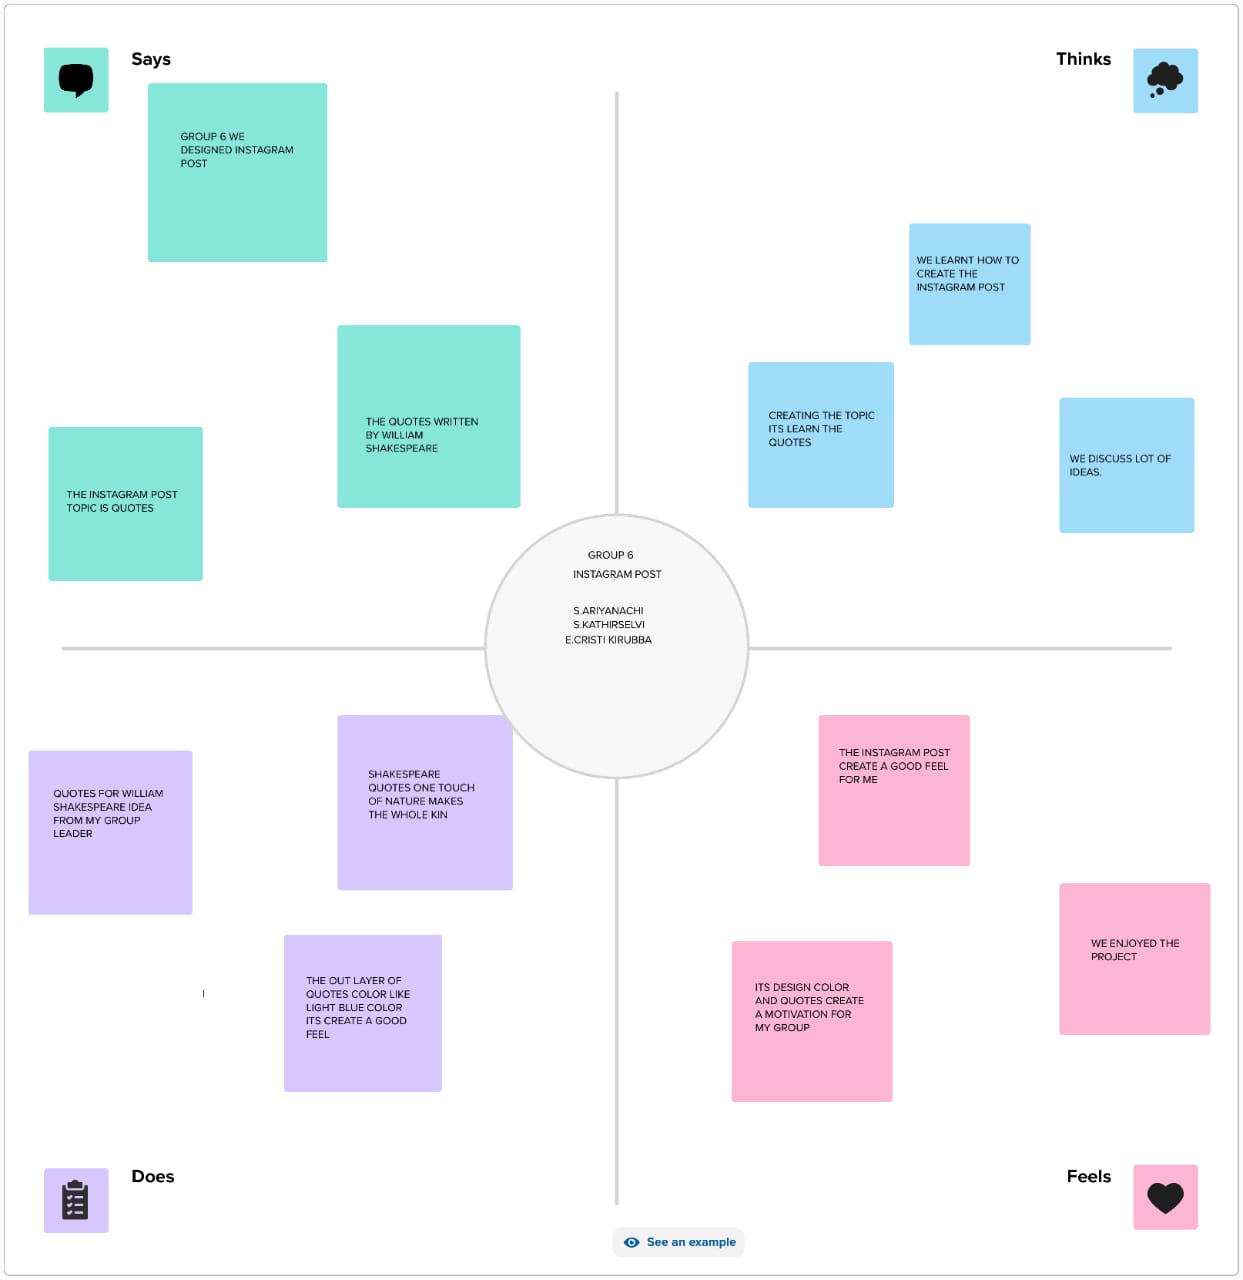 Says
GROUP 6 WE
DESIGNED INSTAGRAM
POST
THE QUOTES WRITTEN
BY WILLIAM
SHAKESPEARE
THE INSTAGRAM POST
TOPIC IS QUOTES
Thinks
WE LEARNT HOW TO
CREATE THE
INSTAGRAM POST
CREATING THE TOPIC
ITS LEARN THE
QUOTES
WE DISCUSS LOT OF
IDEAS.
GROUP 6
INSTAGRAM POST
S.ARIYANACHI
S.KATHIRSELVI
E.CRISTI KIRUBBA
QUOTES FOR WILLIAM
SHAKESPEARE IDEA
FROM MY GROUP
LEADER
SHAKESPEARE
QUOTES ONE TOUCH
OF NATURE MAKES
THE WHOLE KIN
THE OUT LAYER OF
QUOTES COLOR LIKE
LIGHT BLUE COLOR
ITS CREATE A GOOD
FEEL
Does
THE INSTAGRAM POST
CREATE A GOOD FEEL
FOR ME
WE ENJOYED THE
PROJECT
ITS DESIGN COLOR
AND QUOTES CREATE
A MOTIVATION FOR
MY GROUP
Feels
See an example